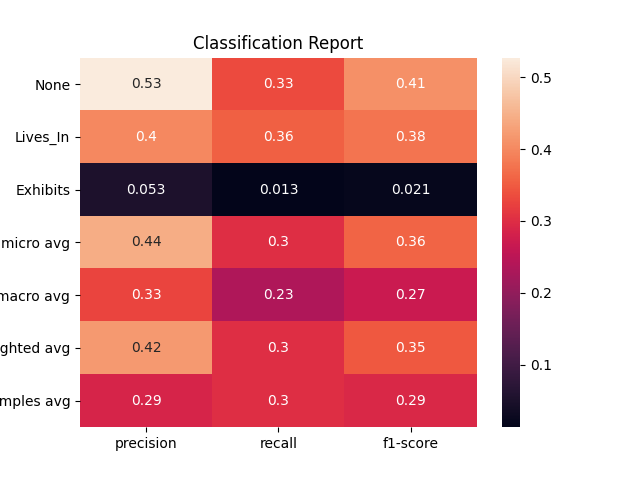 Classification Report
None 0.53 0.33 0.41
Lives_In 0.4 0.36 0.38
Exhibits 0.053 0.013 0.021
micro avg 0.44 0.3 0.36
macro avg 0.33 0.23 0.27
ghted avg 0.42 0.3 0.35
mples avg 0.29 0.3 0.29
precision recall f1-score
0.5
0.4
0.3
0.2
0.1